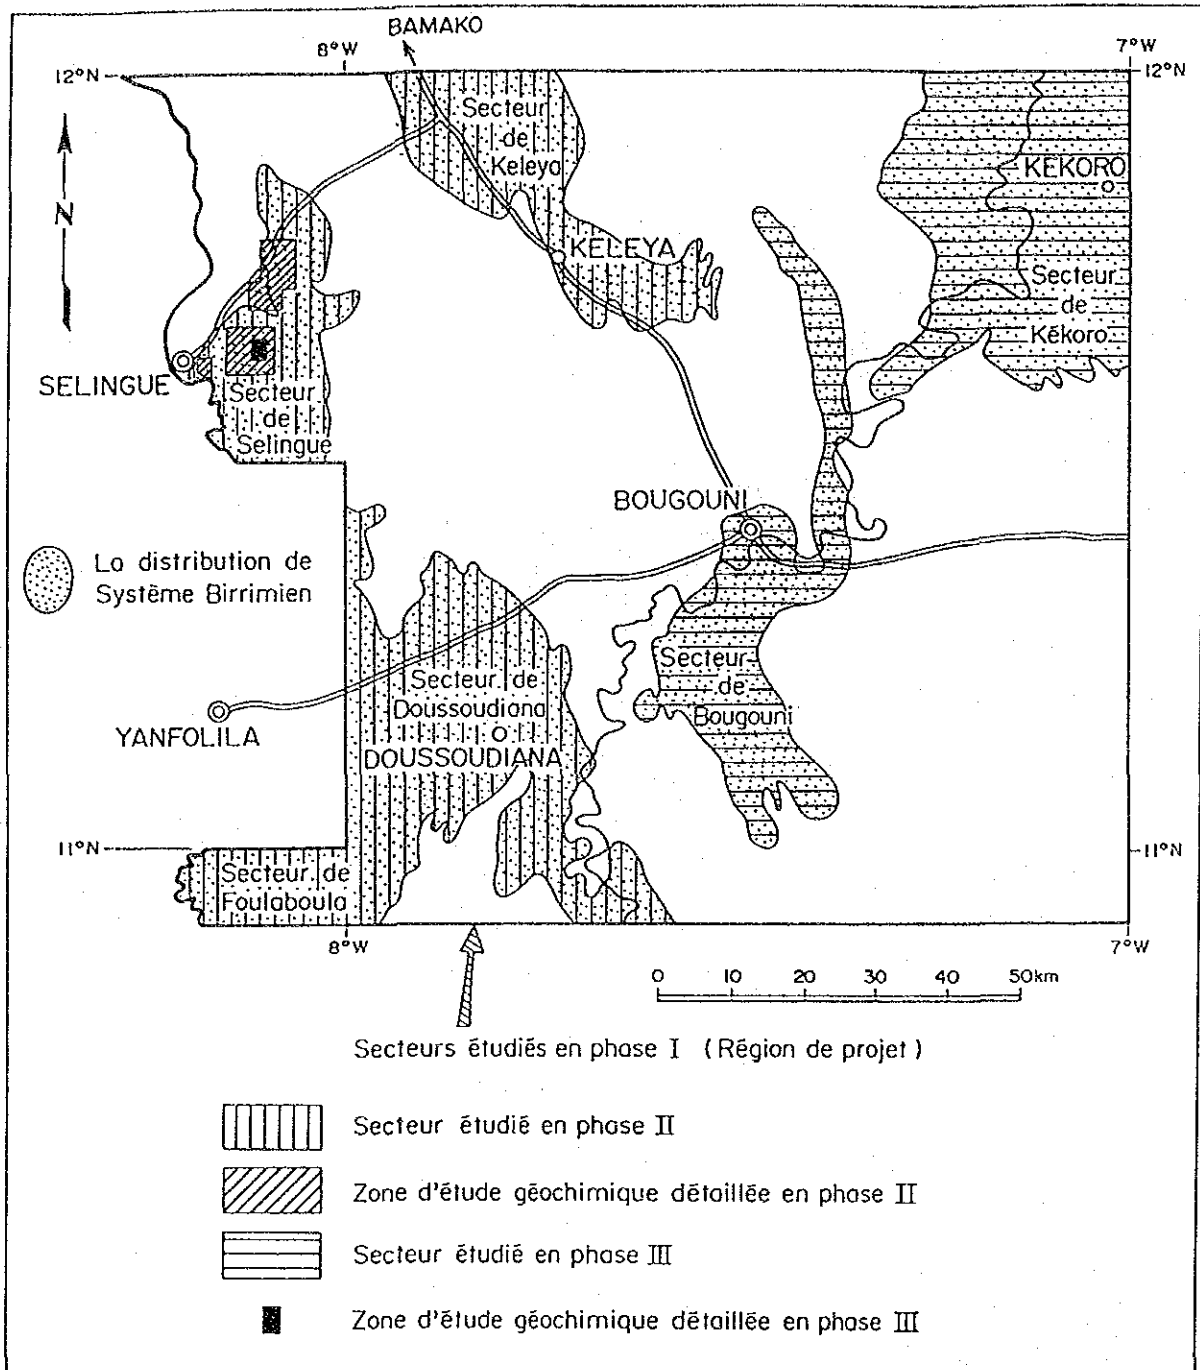 BAMAKO
8°W
7°W
12°N
12°N
Secteur
de
Keleya
KEKORO
N
KELEYA
Secteur
de
Kékoro
SELINGUE
Secteur
de
Selingue
BOUGOUNI
La distribution de
Système Birrimien
Secteur
de
Bougouni
Secteur de
Doussoudiana
YANFOLILA
DOUSSOUDIANA
11°N
11°N
Secteur de
Foulaboula
8°W
7°W
0 10 20 30 40 50km
Secteurs étudiés en phase I (Région de projet)
Secteur étudié en phase II
Zone d'étude géochimique détaillée en phase II
Secteur étudié en phase III
Zone d'étude géochimique détaillée en phase III